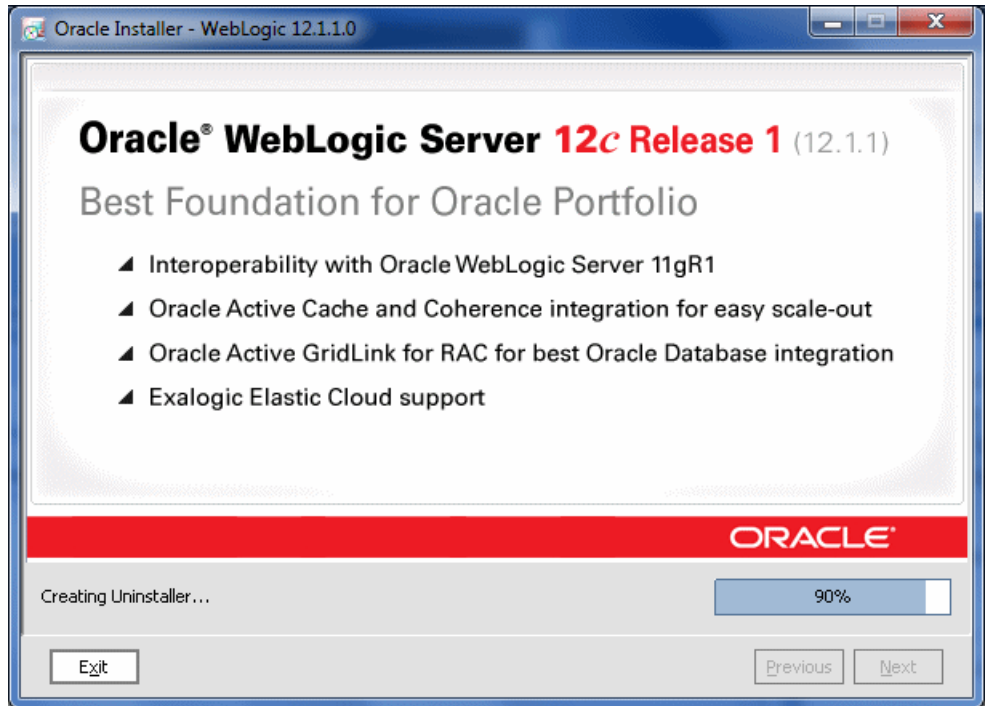 Oracle Installer - WebLogic 12.1.1.0
Oracle® WebLogic Server 12c Release 1 (12.1.1)
Best Foundation for Oracle Portfolio
Interoperability with Oracle WebLogic Server 11gR1
Oracle Active Cache and Coherence integration for easy scale-out
Oracle Active GridLink for RAC for best Oracle Database integration
Exalogic Elastic Cloud support
ORACLE®
Creating Uninstaller... 90%
Exit Previous Next